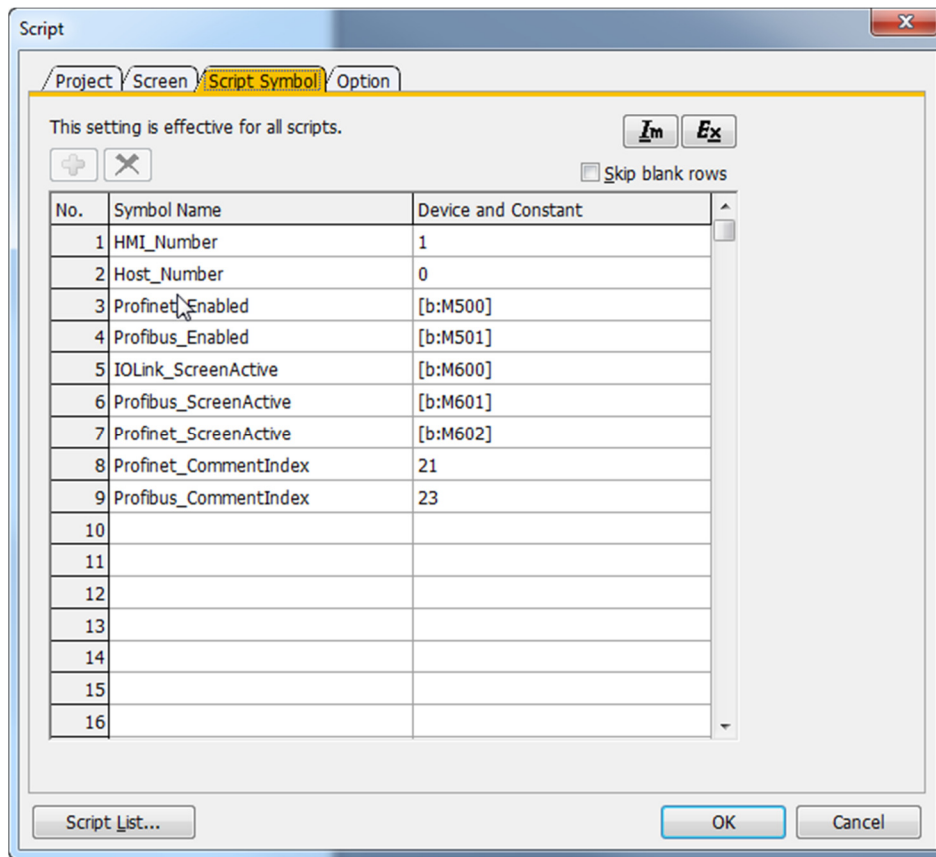 Script
Project Screen Script Symbol Option
This setting is effective for all scripts.
Im Ex
Skip blank rows
No. Symbol Name Device and Constant
1 HMI_Number 1
2 Host_Number 0
3 Profinet_Enabled [b:M500]
4 Profibus_Enabled [b:M501]
5 IOLink_ScreenActive [b:M600]
6 Profibus_ScreenActive [b:M601]
7 Profinet_ScreenActive [b:M602]
8 Profinet_CommentIndex 21
9 Profibus_CommentIndex 23
10
11
12
13
14
15
16
Script List... OK Cancel